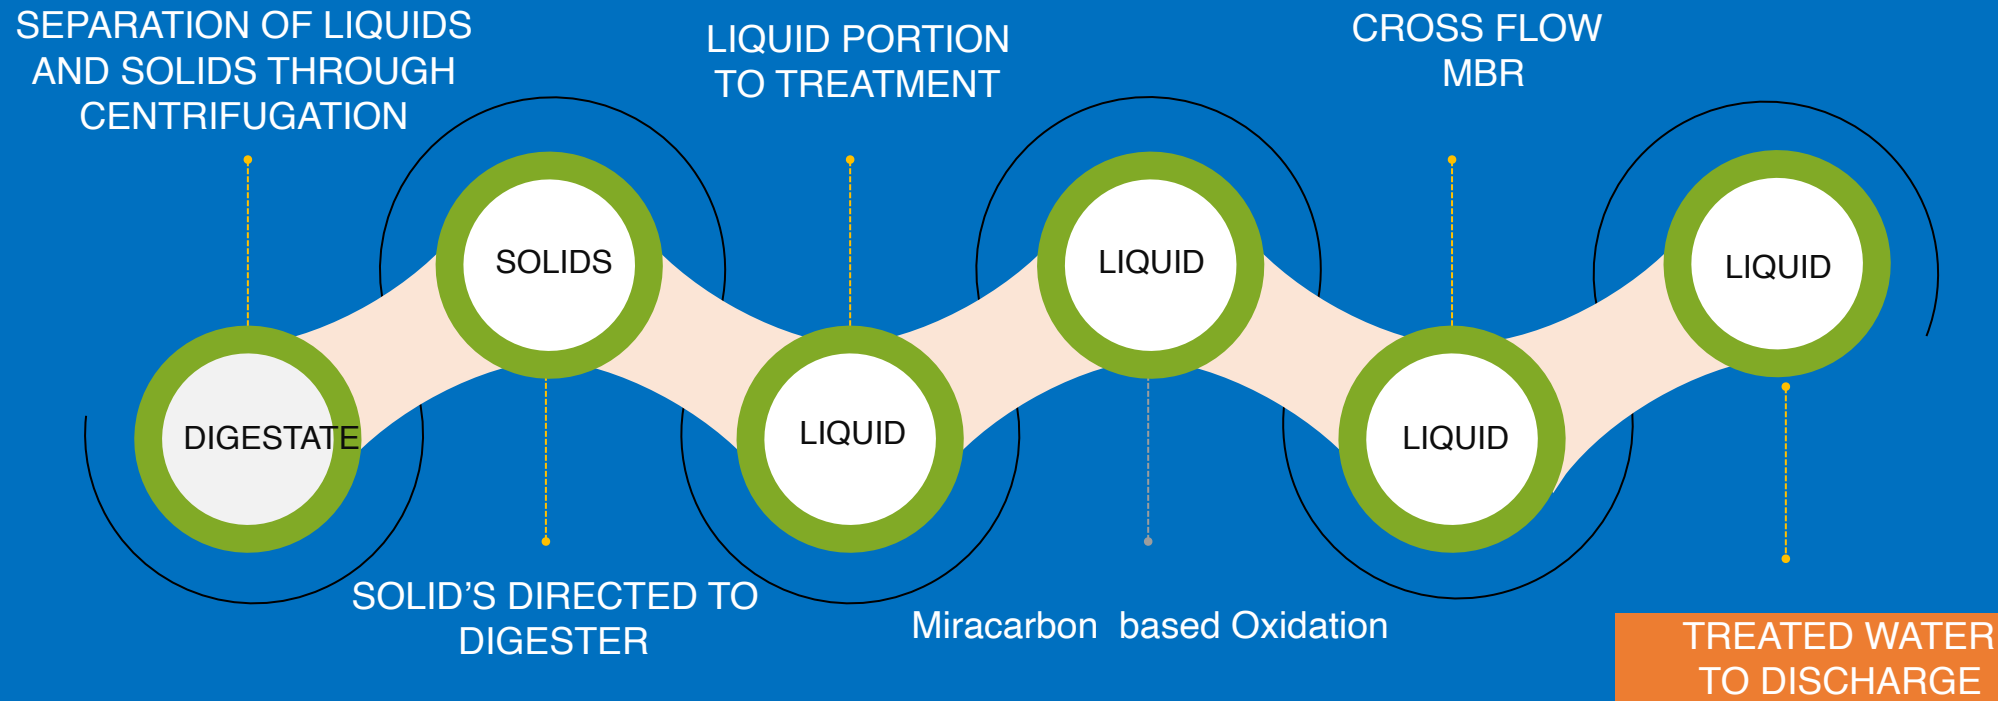 SEPARATION OF LIQUIDS
AND SOLIDS THROUGH
CENTRIFUGATION
LIQUID PORTION
TO TREATMENT
CROSS FLOW
MBR
SOLIDS
LIQUID
LIQUID
DIGESTATE
LIQUID
LIQUID
SOLID’S DIRECTED TO
DIGESTER
Miracarbon  based Oxidation
TREATED WATER
TO DISCHARGE